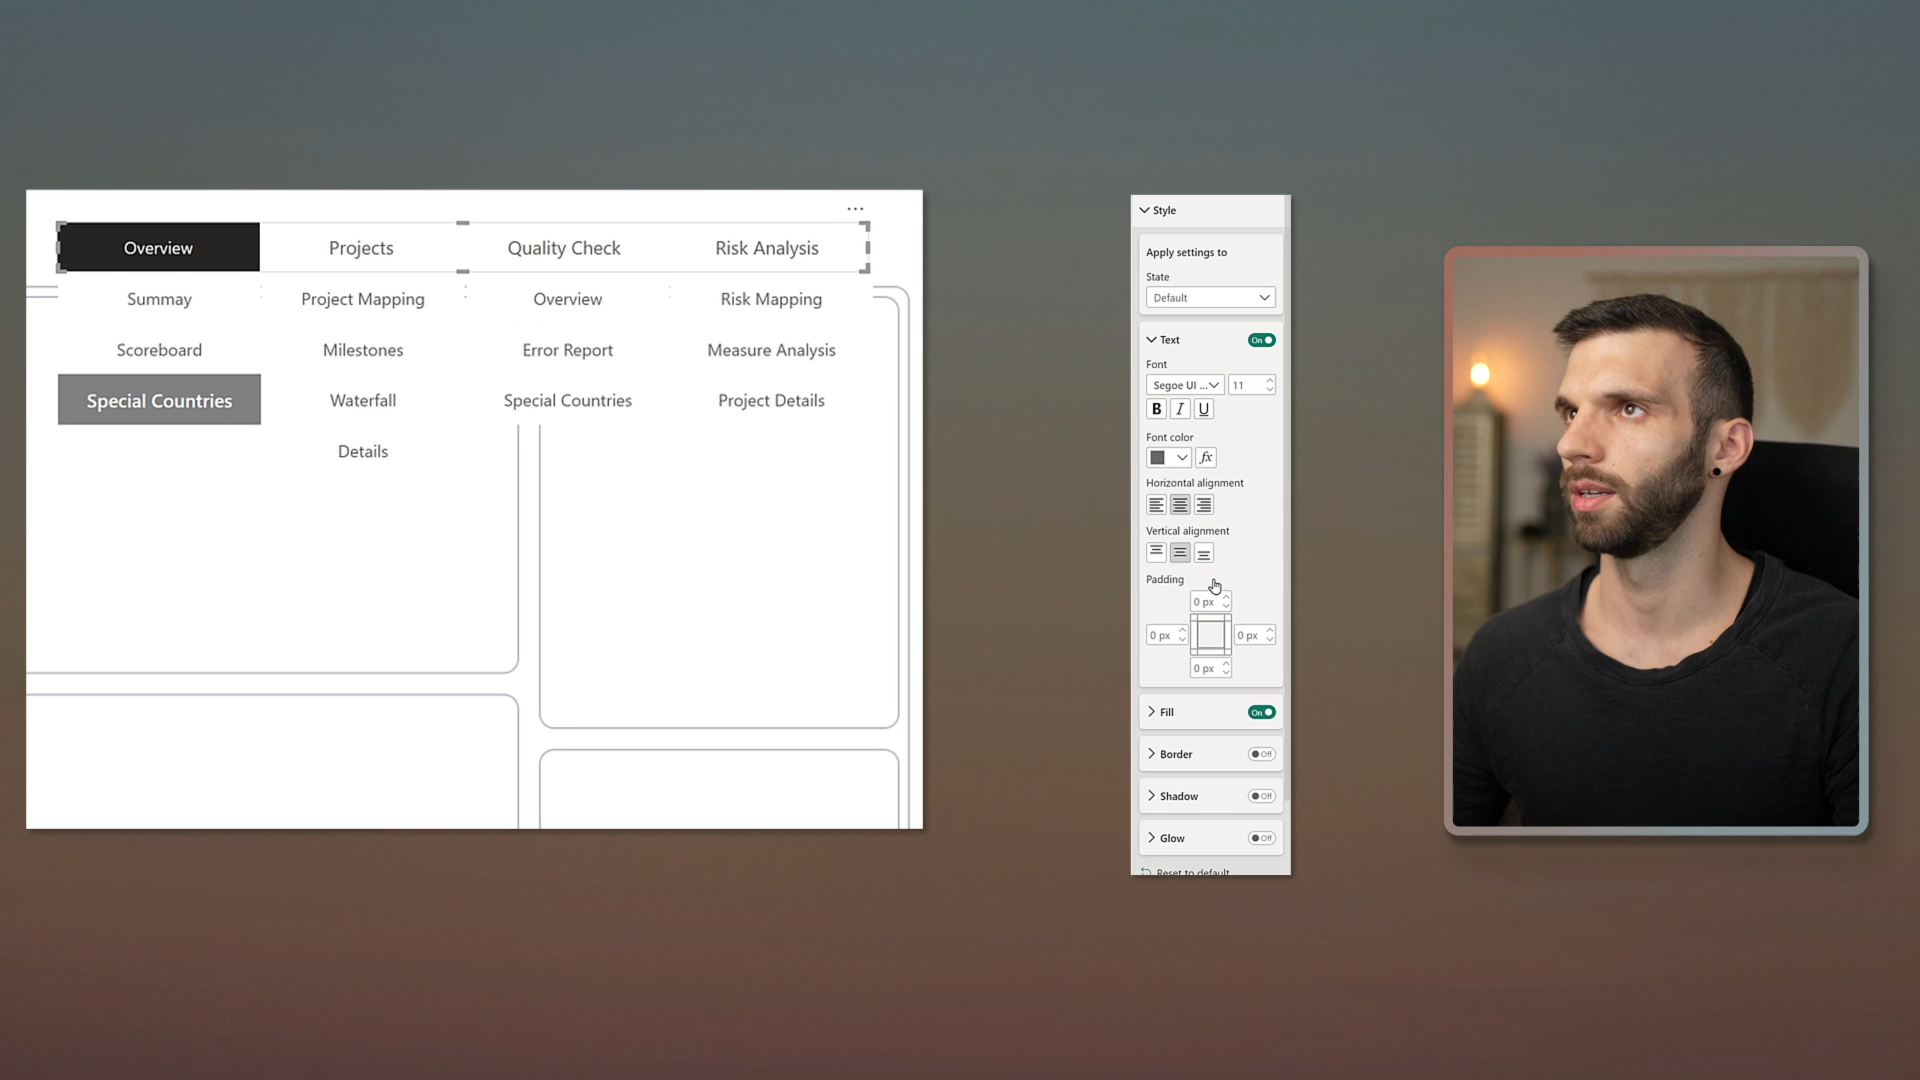 ...
Overview Projects Quality Check Risk Analysis
Summay Project Mapping Overview Risk Mapping
Scoreboard Milestones Error Report Measure Analysis
Special Countries Waterfall Special Countries Project Details
Details
Style
Apply settings to
State
Default
Text On
Font
Segoe UI ... 11
B I U
Font color
fx
Horizontal alignment
Vertical alignment
Padding
0 px
0 px 0 px
0 px
Fill On
Border Off
Shadow Off
Glow Off
Reset to default